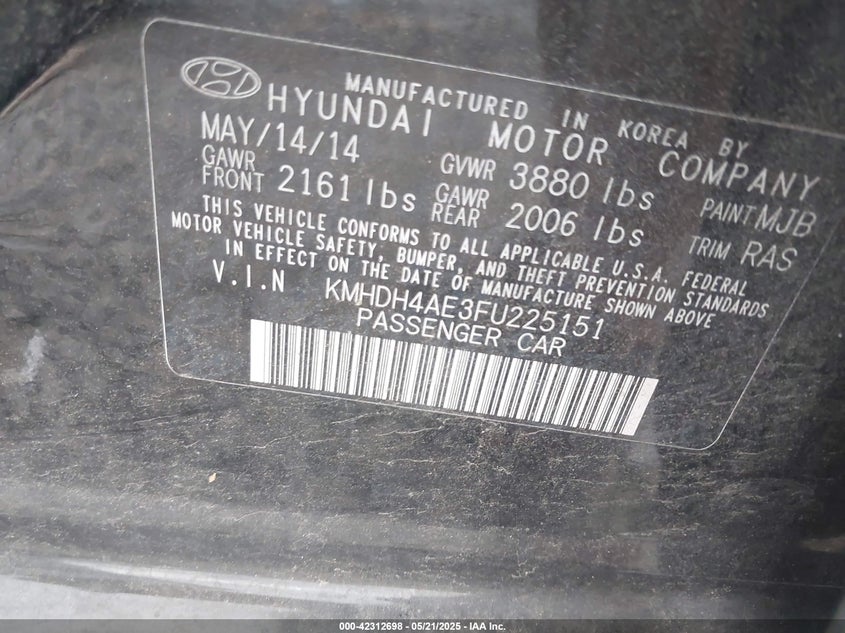 MANUFACTURED IN KOREA BY
HYUNDAI MOTOR COMPANY
MAY/14/14 GVWR 3880 lbs PAINT MJB
GAWR FRONT 2161 lbs GAWR REAR 2006 lbs TRIM RAS
THIS VEHICLE CONFORMS TO ALL APPLICABLE U.S.A. FEDERAL
MOTOR VEHICLE SAFETY, BUMPER, AND THEFT PREVENTION STANDARDS
IN EFFECT ON THE DATE OF MANUFACTURE SHOWN ABOVE
V.I.N KMHDH4AE3FU225151
PASSENGER CAR
000-42312698 - 05/21/2025 - IAA Inc.